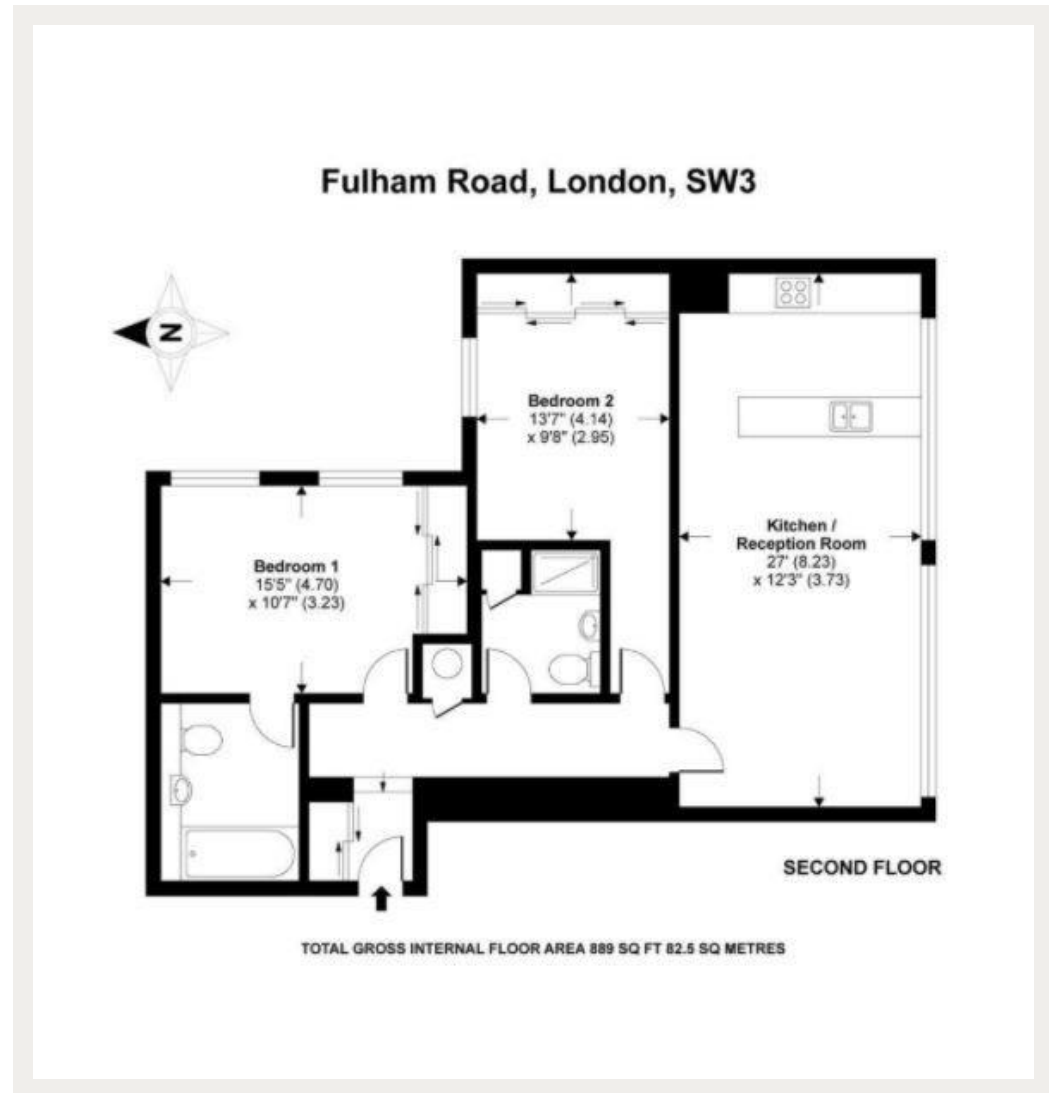 Fulham Road, London, SW3
N
Bedroom 2
13'7" (4.14)
x 9'8" (2.95)
Bedroom 1
15'5" (4.70)
x 10'7" (3.23)
Kitchen /
Reception Room
27' (8.23)
x 12'3" (3.73)
SECOND FLOOR
TOTAL GROSS INTERNAL FLOOR AREA 889 SQ FT 82.5 SQ METRES